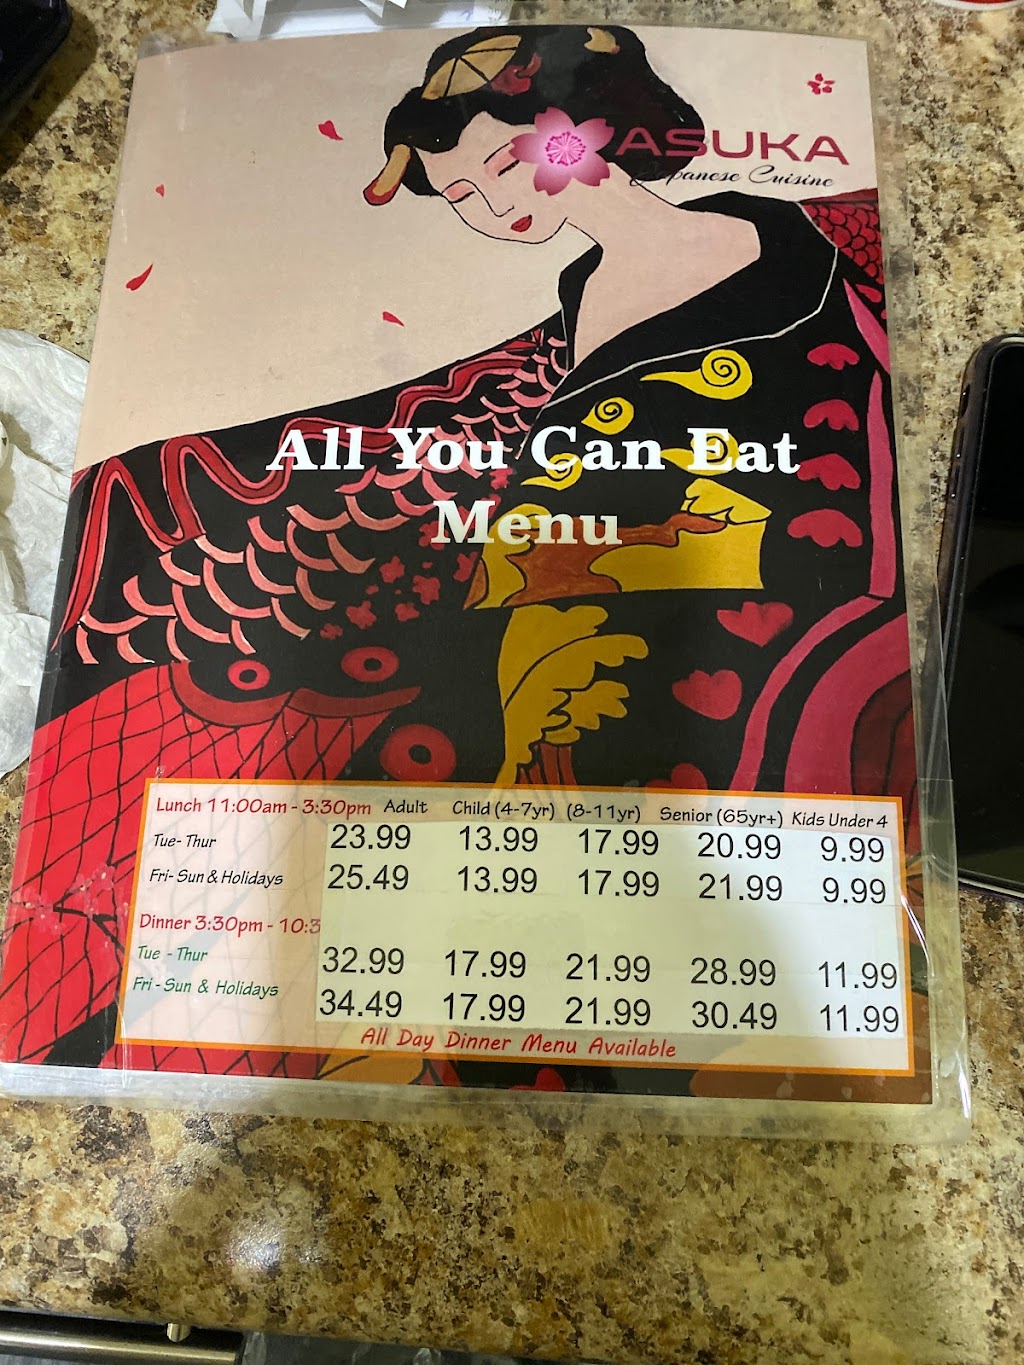 ASUKA
Japanese Cuisine
All You Can Eat
Menu
Lunch 11:00am - 3:30pm Adult Child (4-7yr) (8-11yr) Senior (65yr+) Kids Under 4
Tue- Thur 23.99 13.99 17.99 20.99 9.99
Fri- Sun & Holidays 25.49 13.99 17.99 21.99 9.99
Dinner 3:30pm - 10:3
Tue - Thur 32.99 17.99 21.99 28.99 11.99
Fri - Sun & Holidays 34.49 17.99 21.99 30.49 11.99
All Day Dinner Menu Available